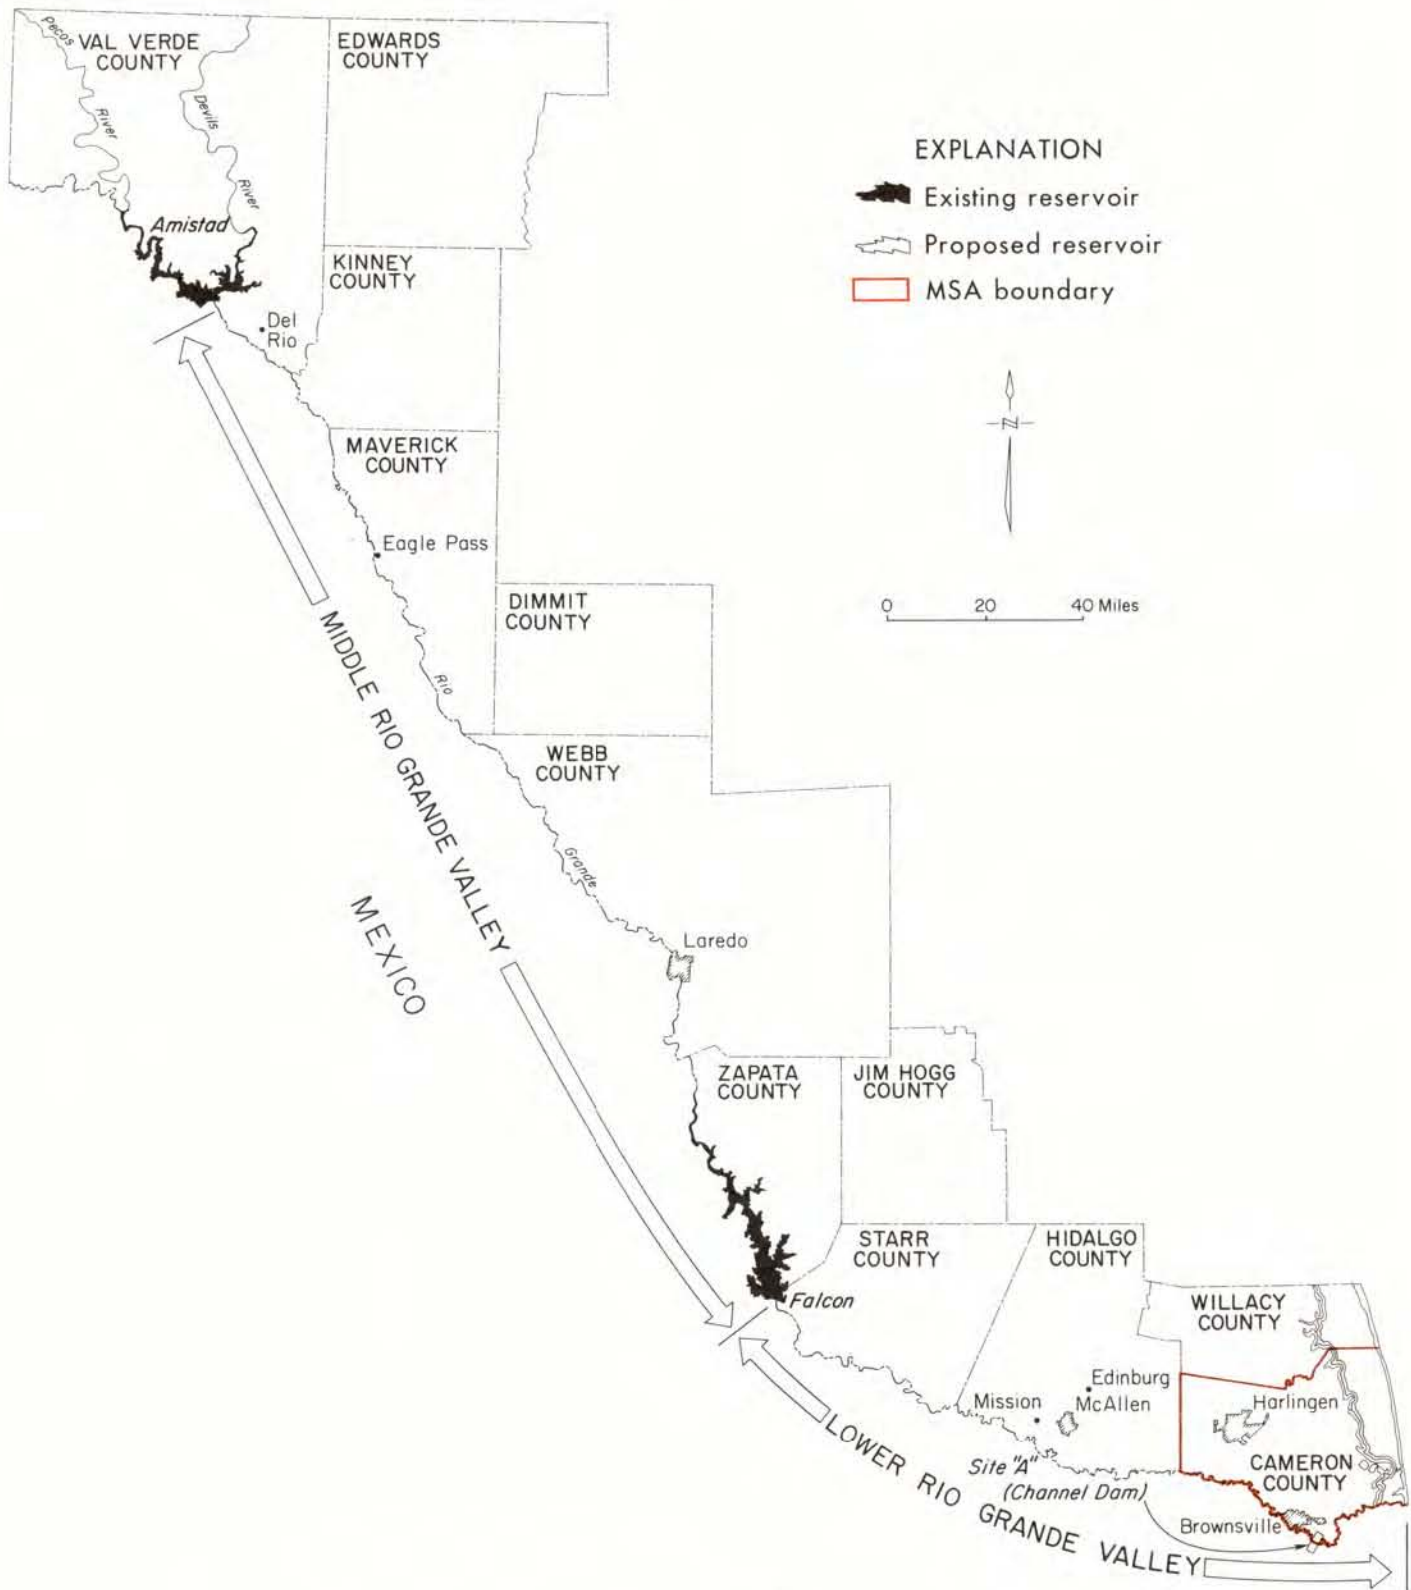 Pecos
River
VAL VERDE
COUNTY
Devils
River
EDWARDS
COUNTY
Amistad
KINNEY
COUNTY
Del
Rio
EXPLANATION
Existing reservoir
Proposed reservoir
MSA boundary
N
0 20 40 Miles
MAVERICK
COUNTY
Eagle Pass
DIMMIT
COUNTY
Rio
Grande
MIDDLE RIO GRANDE VALLEY
WEBB
COUNTY
MEXICO
Laredo
ZAPATA
COUNTY
JIM HOGG
COUNTY
STARR
COUNTY
HIDALGO
COUNTY
Falcon
WILLACY
COUNTY
Edinburg
Mission
McAllen
Harlingen
CAMERON
COUNTY
Site "A"
(Channel Dam)
Brownsville
LOWER RIO GRANDE VALLEY